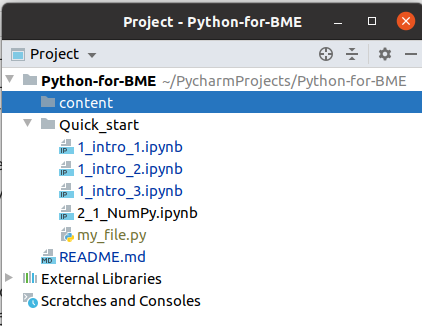 Project - Python-for-BME
Project
Python-for-BME ~/PycharmProjects/Python-for-BME
content
Quick_start
1_intro_1.ipynb
1_intro_2.ipynb
1_intro_3.ipynb
2_1_NumPy.ipynb
my_file.py
README.md
External Libraries
Scratches and Consoles